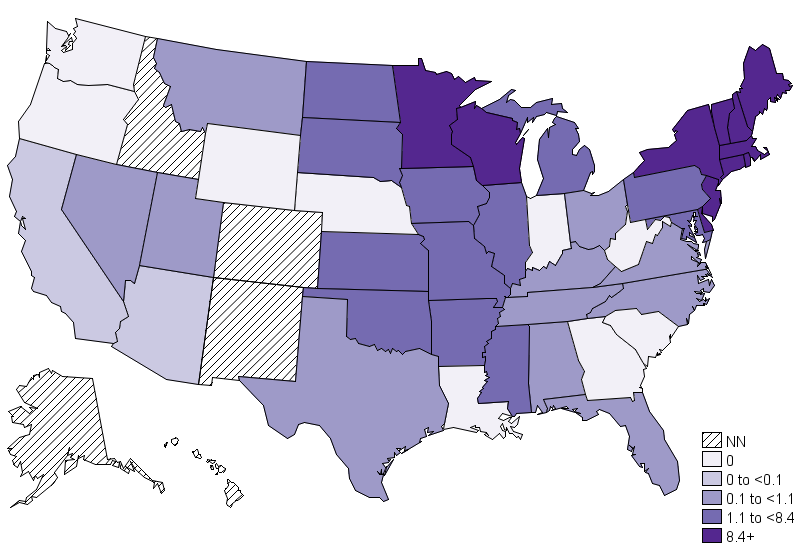 NN
0
0 to <0.1
0.1 to <1.1
1.1 to <8.4
8.4+